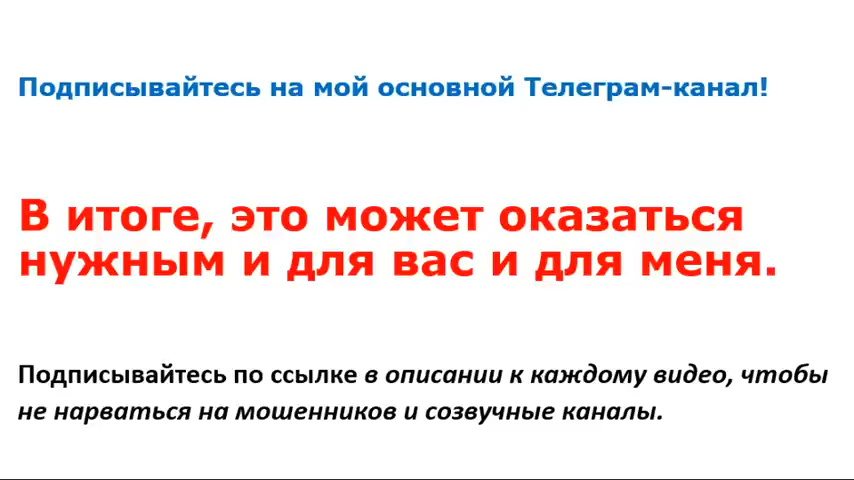 Подписывайтесь на мой основной Телеграм-канал!
В итоге, это может оказаться
нужным и для вас и для меня.
Подписывайтесь по ссылке в описании к каждому видео, чтобы
не нарваться на мошенников и созвучные каналы.